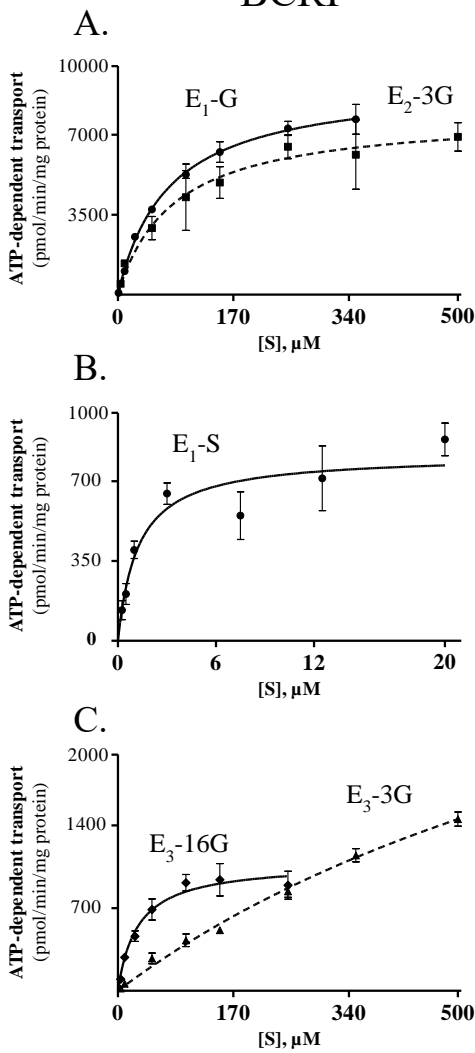 A.
10000
7000
3500
0
170
340
500
E₁-G
E₂-3G
ATP-dependent transport
(pmol/min/mg protein)
[S], µM
B.
1000
700
350
0
0
6
12
20
E₁-S
ATP-dependent transport
(pmol/min/mg protein)
[S], µM
C.
2000
1400
700
0
170
340
500
E₃-16G
E₃-3G
ATP-dependent transport
(pmol/min/mg protein)
[S], µM